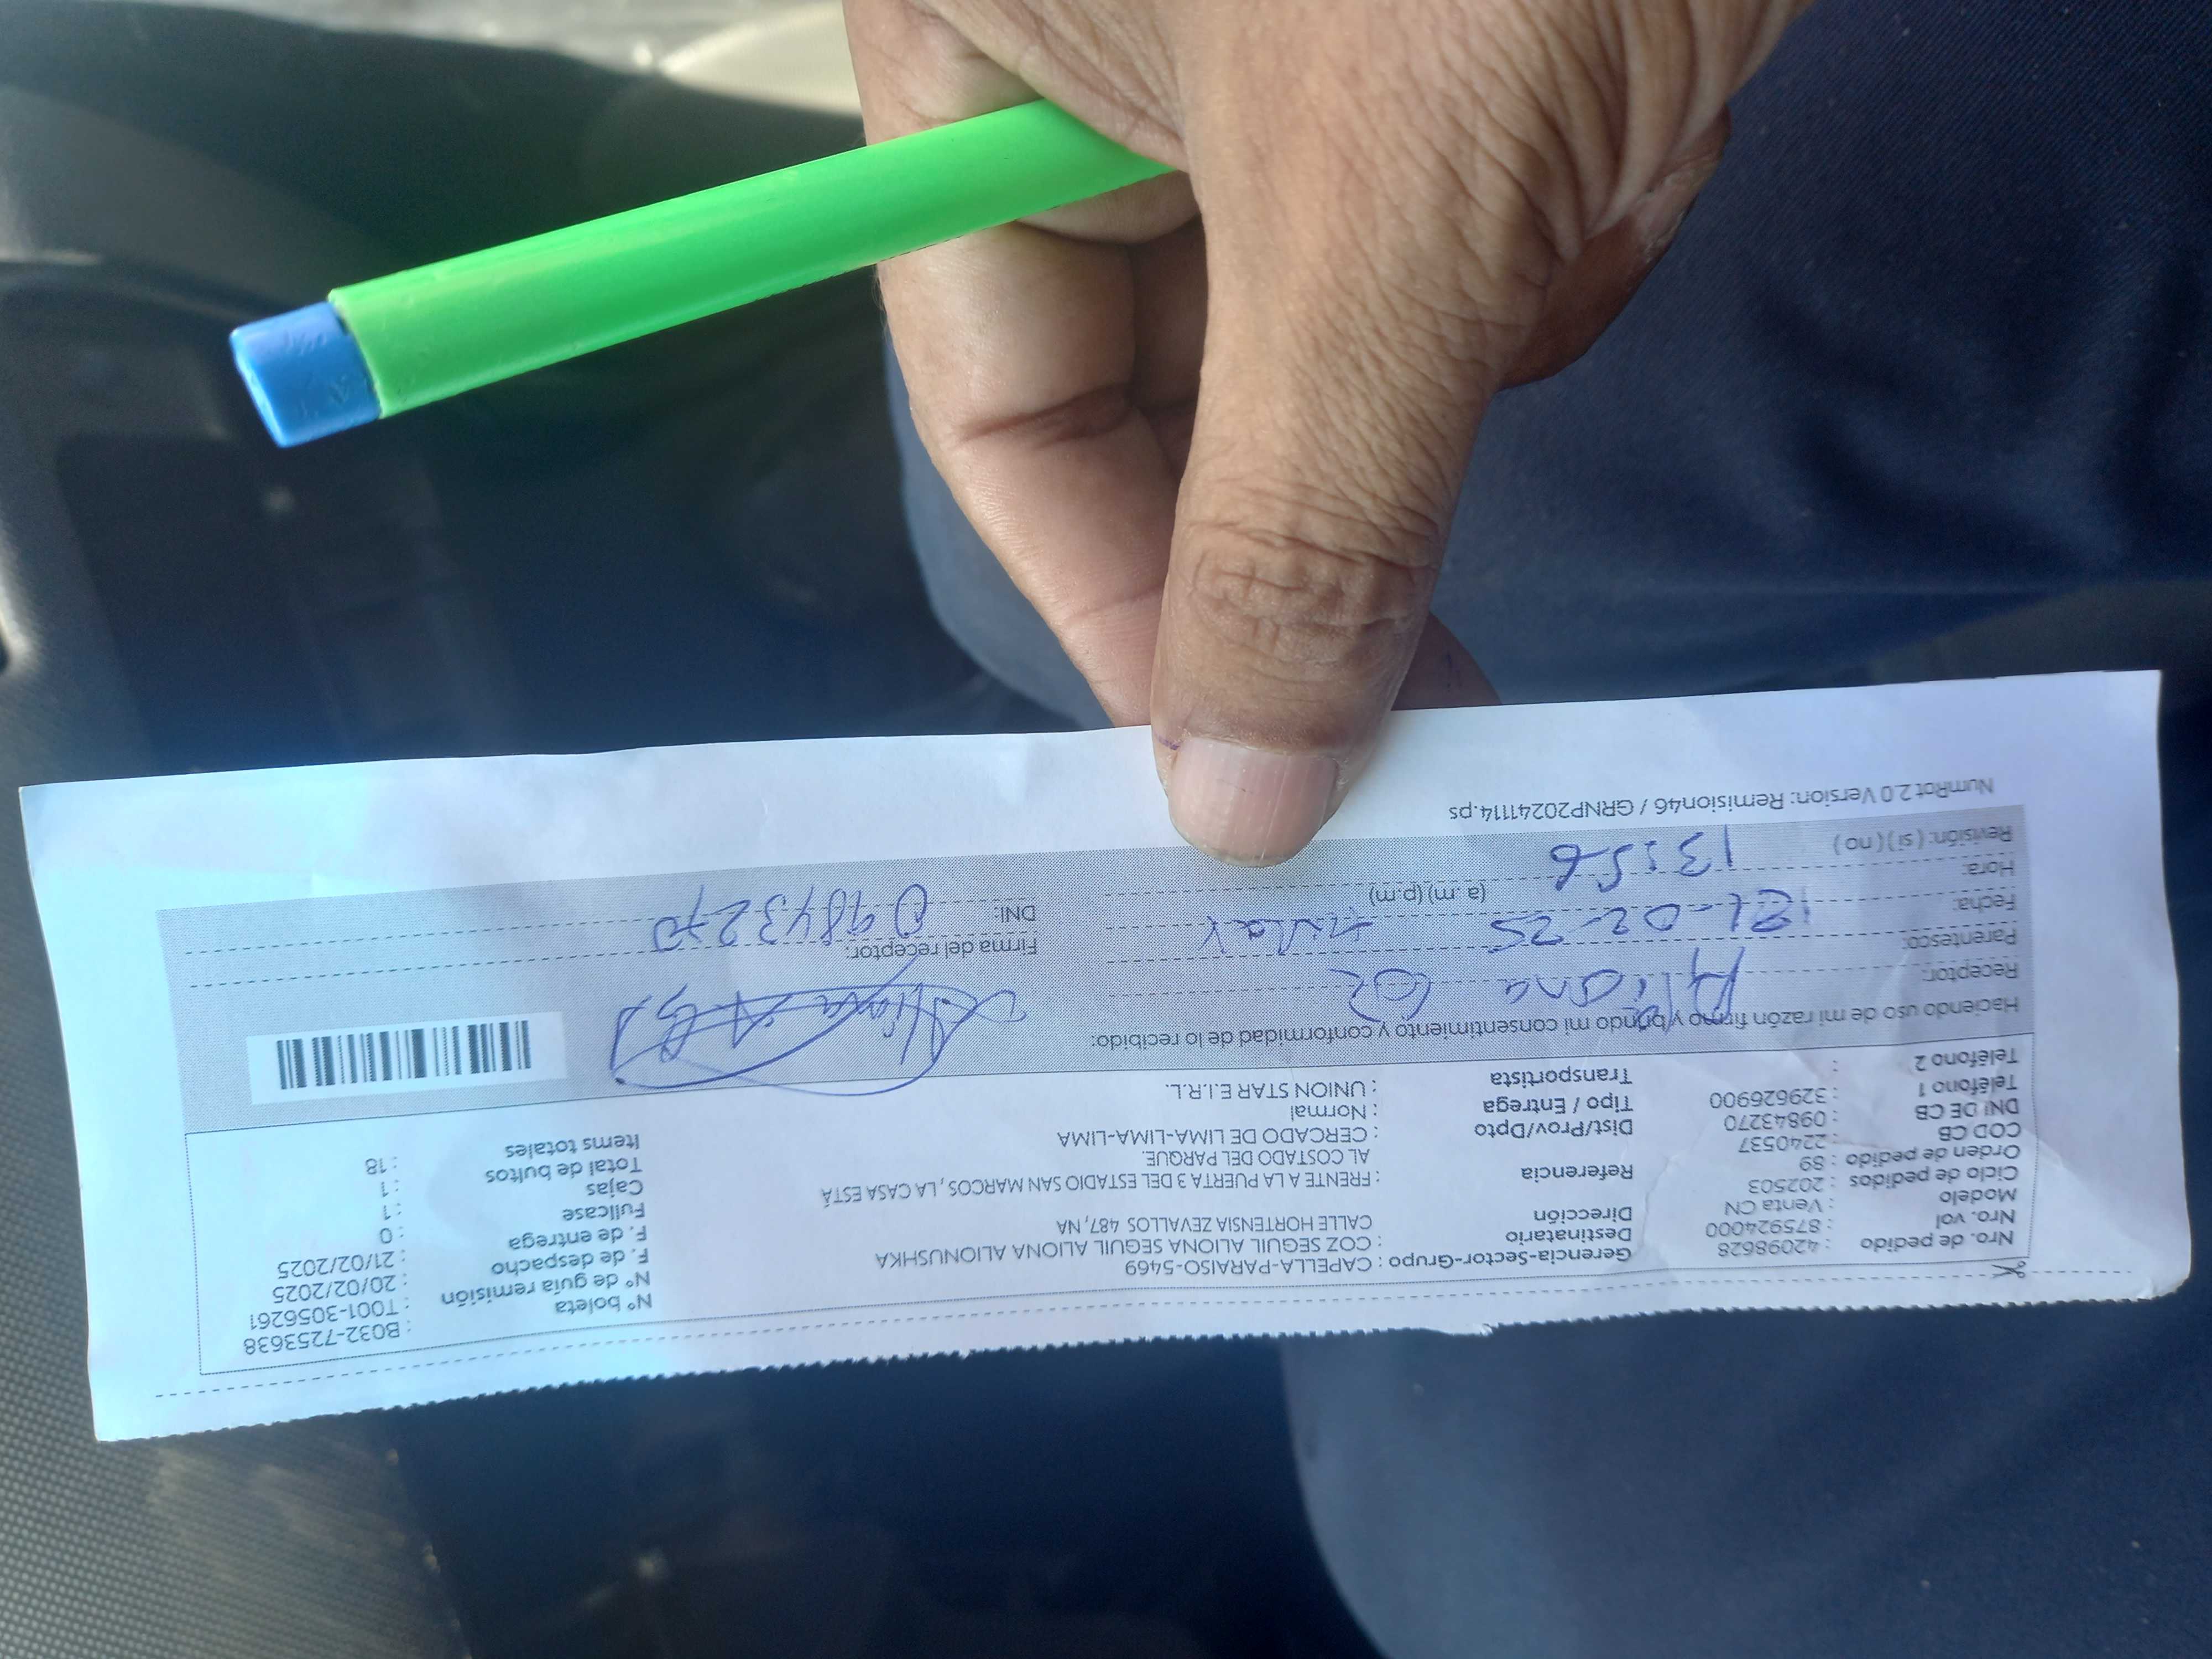 Nro. de pedido : 42098628
Nro. vol : 875924000
Modelo : Venta CN
Ciclo de pedidos : 202503
Orden de pedido : 89
COD CB : 2240537
DNI DE CB : 09843270
Teléfono 1 : 329626900
Teléfono 2 :
Gerencia-Sector-Grupo : CAPELLA-PARAISO-5469
Destinatario : COZ SEGUIL ALIONA SEGUIL ALIONA ALIONUSHKA
Dirección CALLE HORTENSIA ZEVALLOS 487, NA
Referencia : FRENTE A LA PUERTA 3 DEL ESTADIO SAN MARCOS, LA CASA ESTÁ
AL COSTADO DEL PARQUE.
Dist/Prov/Dpto : CERCADO DE LIMA-LIMA-LIMA
Tipo / Entrega : Normal
Transportista : UNION STAR E.I.R.L.
N° boleta : B032-7253638
N° de guía remisión : T001-3056261
F. de despacho : 20/02/2025
F. de entrega : 21/02/2025
Fullcase : 0
Cajas : 1
Total de bultos : 1
Items totales : 18
Haciendo uso de mi razón firmo y brindo mi consentimiento y conformidad de lo recibido:
Receptor: Aliona Coz
Parentesco: titular
Fecha: 21-02-25
Hora: 13:56 (a.m) (p.m)
Revisión: ( si ) ( no )
Firma del receptor:
DNI: 09843270
NumRot 2.0 Version: Remision46 / GRNP20241114.ps